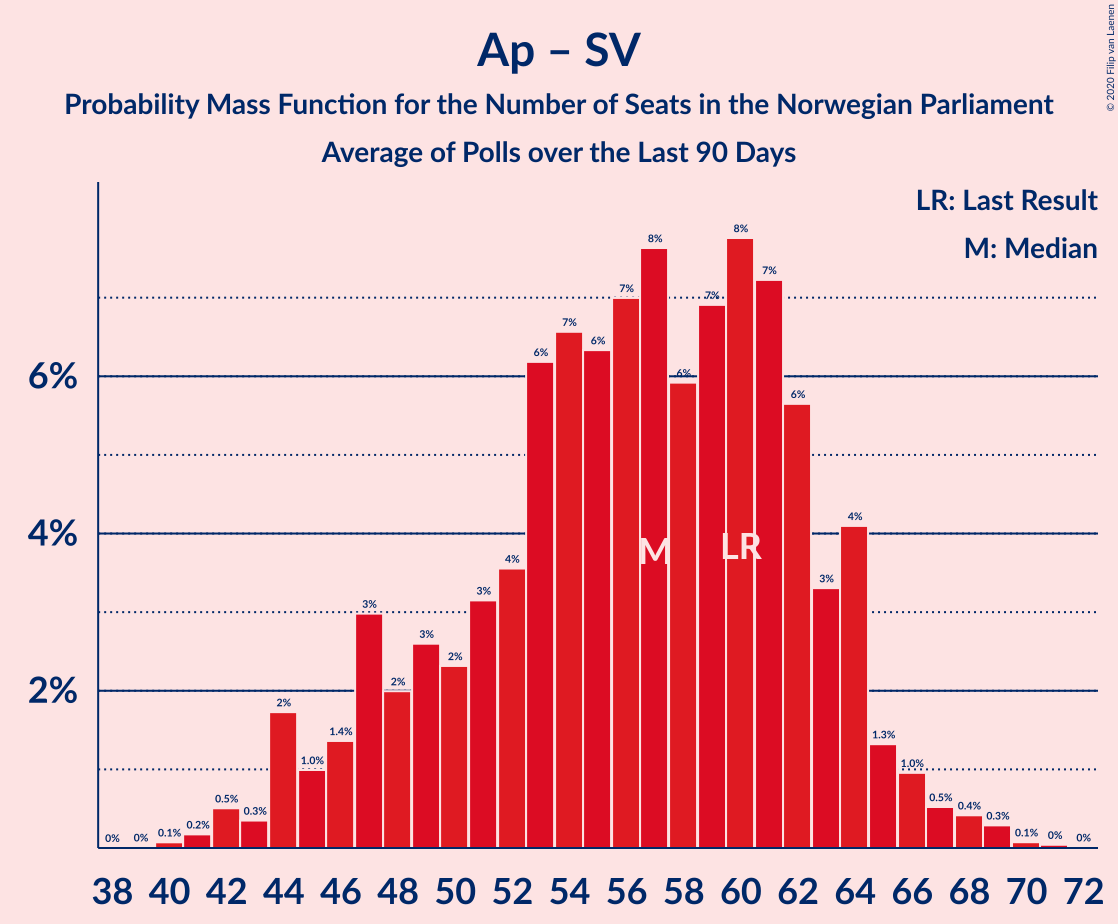 Ap – SV
Probability Mass Function for the Number of Seats in the Norwegian Parliament
Average of Polls over the Last 90 Days
© 2020 Filip van Laenen
LR: Last Result
M: Median
6%
4%
2%
0% 0% 0.1% 0.2% 0.5% 0.3% 2% 1.0% 1.4% 3% 2% 3% 2% 3% 4% 6% 7% 6% 7% 8% 6% 7% 8% 7% 6% 3% 4% 1.3% 1.0% 0.5% 0.4% 0.3% 0.1% 0% 0%
M LR
38 40 42 44 46 48 50 52 54 56 58 60 62 64 66 68 70 72